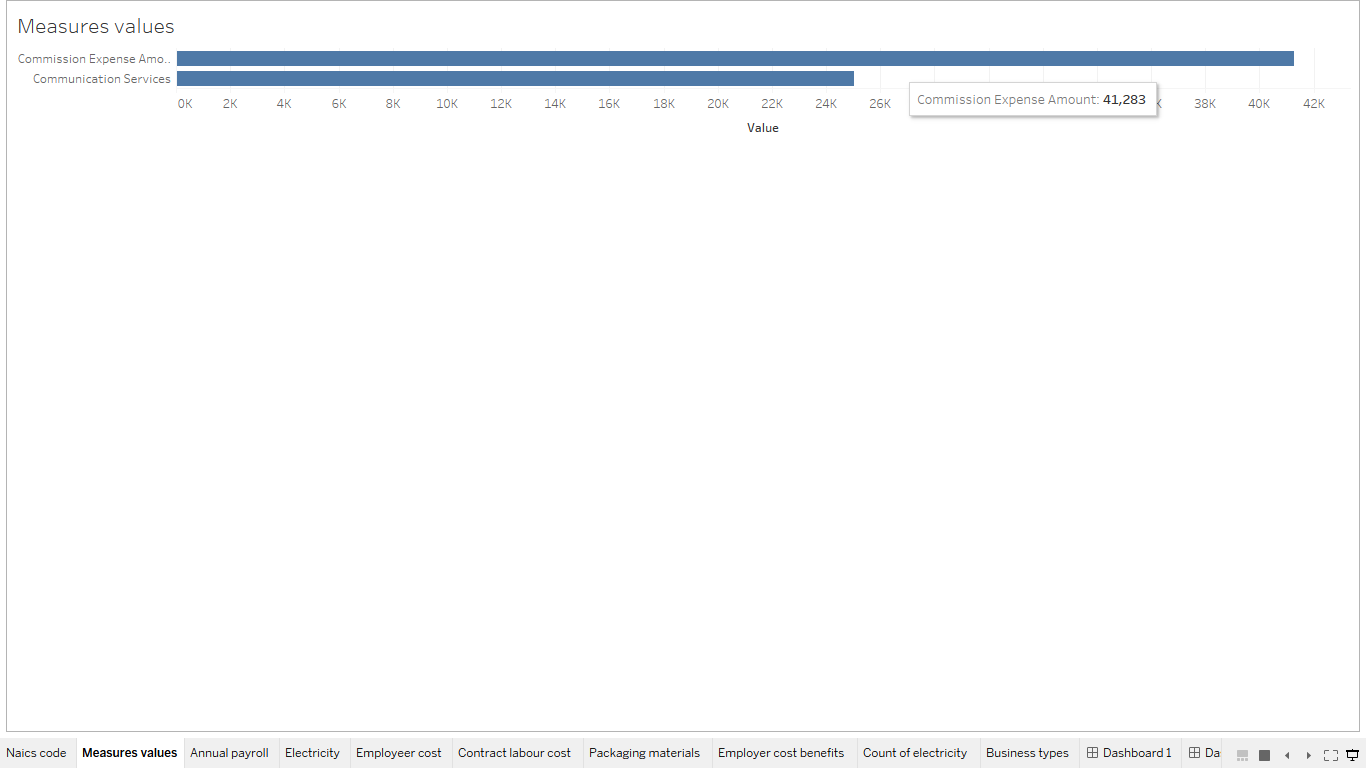 Measures values
Commission Expense Amo..
Communication Services
0K 2K 4K 6K 8K 10K 12K 14K 16K 18K 20K 22K 24K 26K 38K 40K 42K
Commission Expense Amount: 41,283
Value
Naics code Measures values Annual payroll Electricity Employeer cost Contract labour cost Packaging materials Employer cost benefits Count of electricity Business types Dashboard 1 Da